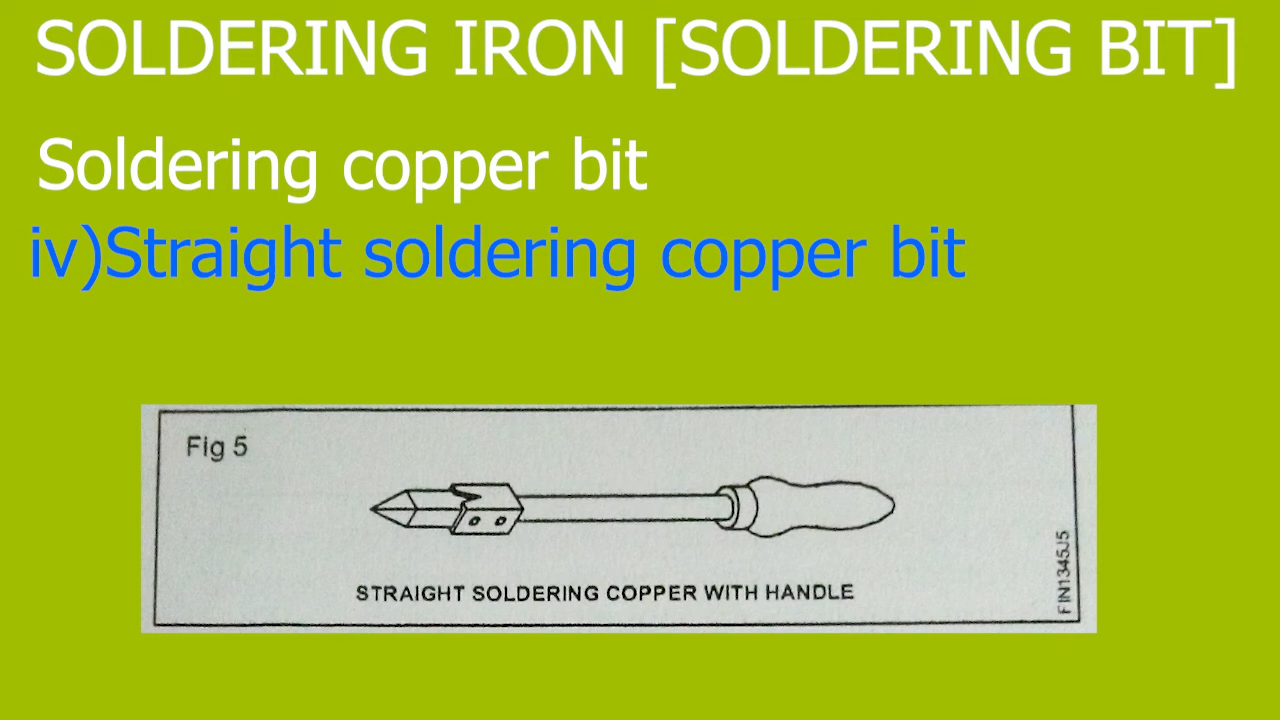 SOLDERING IRON [SOLDERING BIT]
Soldering copper bit
iv)Straight soldering copper bit
Fig 5
STRAIGHT SOLDERING COPPER WITH HANDLE
FIN1345J5